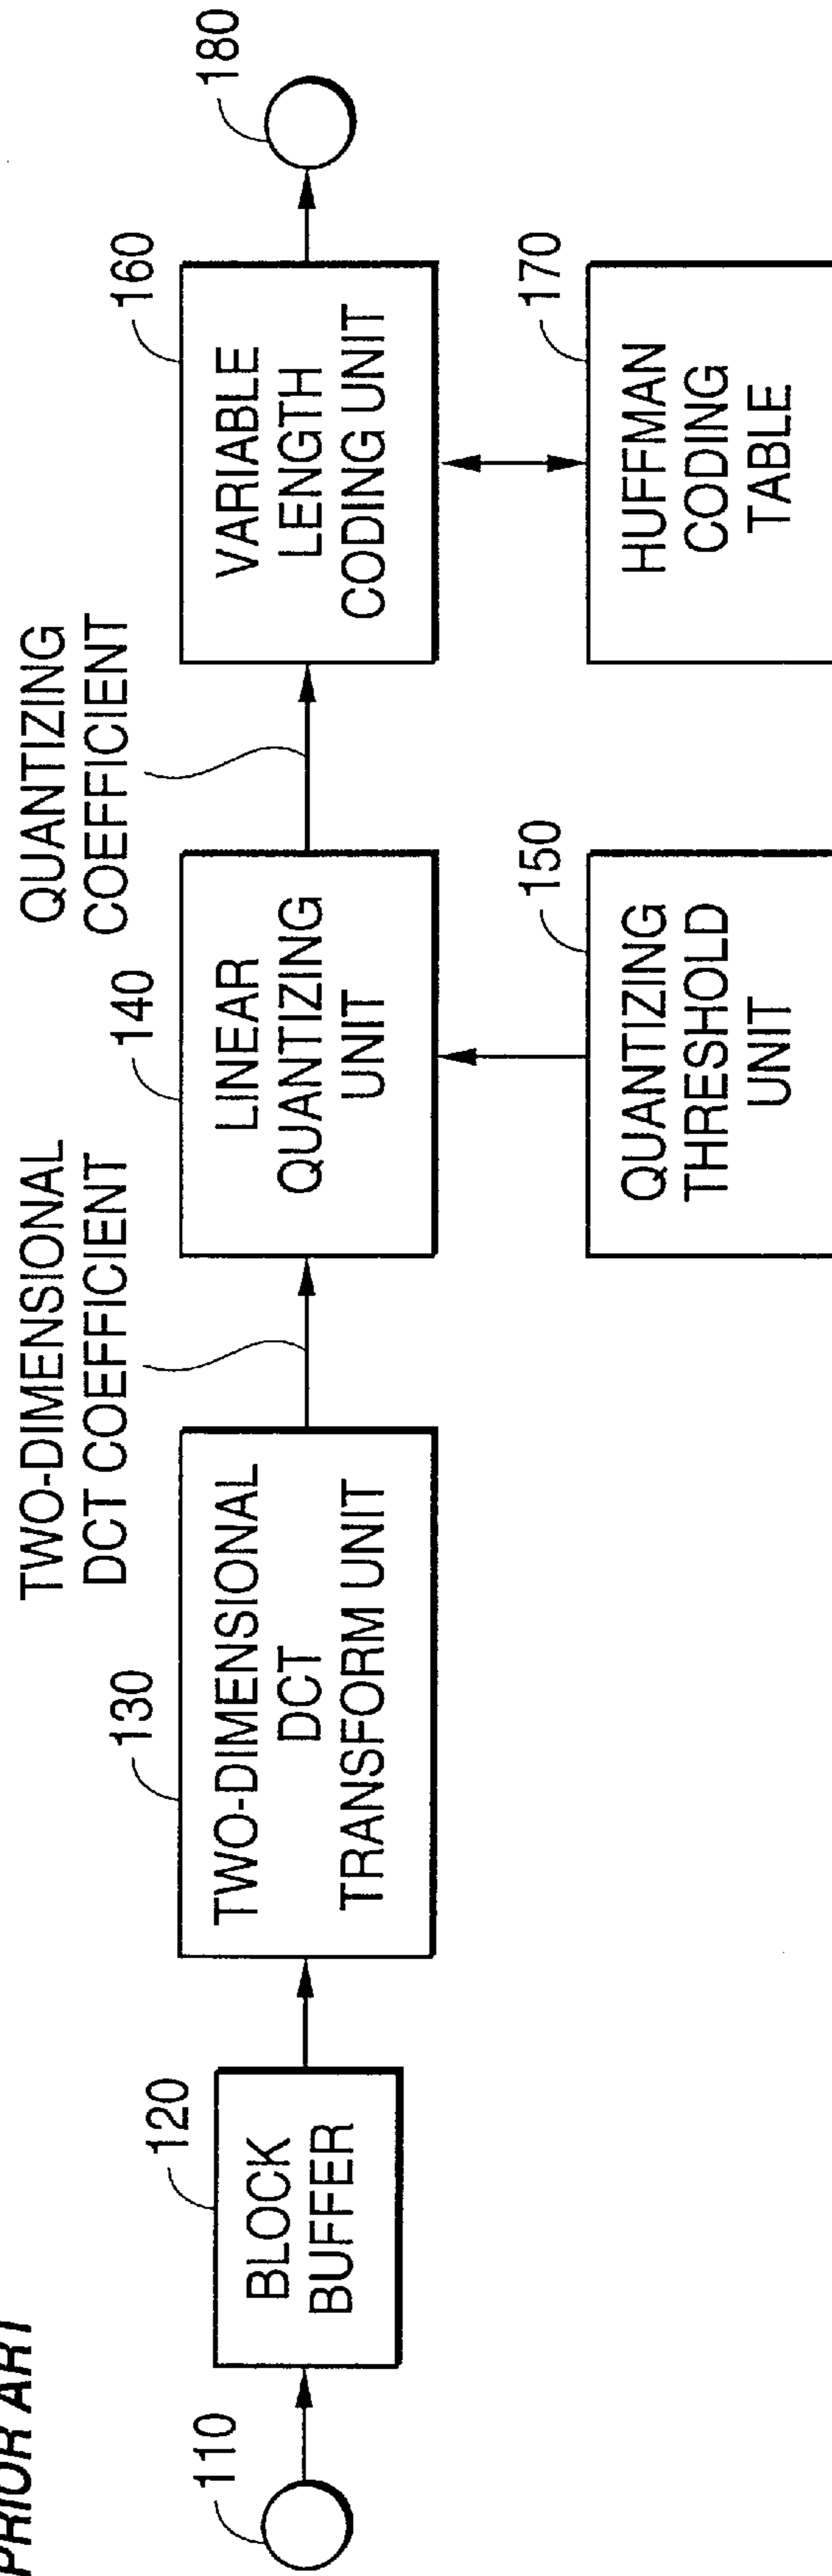 PRIOR ART
110
120
BLOCK
BUFFER
130
TWO-DIMENSIONAL
DCT
TRANSFORM UNIT
TWO-DIMENSIONAL
DCT COEFFICIENT
140
LINEAR
QUANTIZING
UNIT
150
QUANTIZING
THRESHOLD
UNIT
QUANTIZING
COEFFICIENT
160
VARIABLE
LENGTH
CODING UNIT
170
HUFFMAN
CODING
TABLE
180